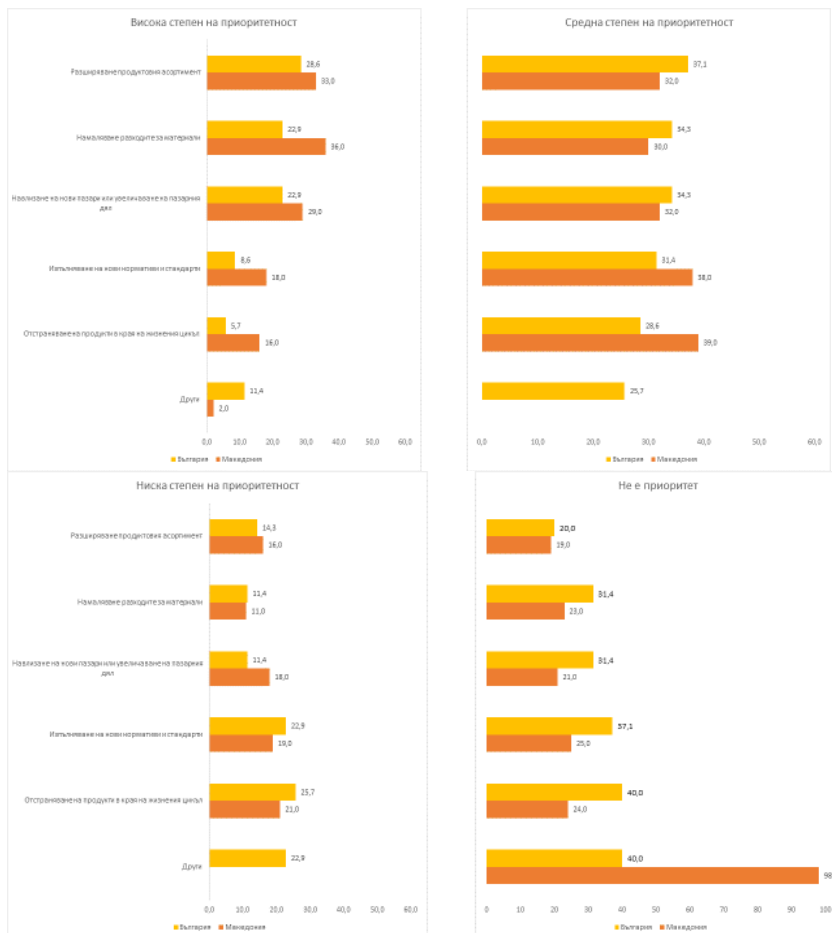 Висока степен на приоритетност
Разширяване продуктовия асортимент
28,6
33,0
Намаляване разходите за материали
22,9
36,0
Навлизане на нови пазари или увеличаване на пазарния
дял
22,9
29,0
Изпълняване на нови нормативи и стандарти
8,6
18,0
Отстраняване на продукти в края на жизнения цикъл
5,7
16,0
Други
11,4
2,0
0,0 10,0 20,0 30,0 40,0 50,0 60,0
България Македония
Средна степен на приоритетност
37,1
32,0
34,3
30,0
34,3
32,0
31,4
38,0
28,6
39,0
25,7
0,0 10,0 20,0 30,0 40,0 50,0 60,0
България Македония
Ниска степен на приоритетност
Разширяване продуктовия асортимент
14,3
16,0
Намаляване разходите за материали
11,4
11,0
Навлизане на нови пазари или увеличаване на пазарния
дял
11,4
18,0
Изпълняване на нови нормативи и стандарти
22,9
19,0
Отстраняване на продукти в края на жизнения цикъл
25,7
21,0
Други
22,9
0,0 10,0 20,0 30,0 40,0 50,0 60,0
България Македония
Не е приоритет
20,0
19,0
31,4
23,0
31,4
21,0
37,1
25,0
40,0
24,0
40,0
98
0 10 20 30 40 50 60 70 80 90 100
България Македония